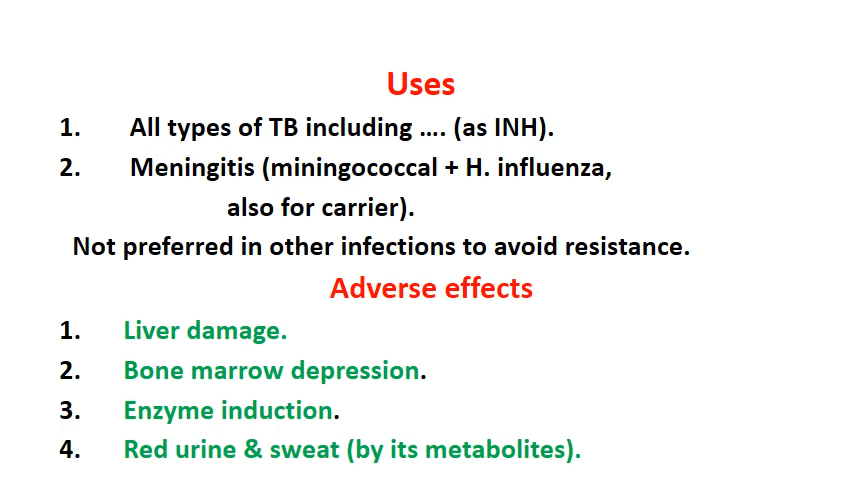 Uses
1. All types of TB including .... (as INH).
2. Meningitis (miningococcal + H. influenza,
also for carrier).
Not preferred in other infections to avoid resistance.
Adverse effects
1. Liver damage.
2. Bone marrow depression.
3. Enzyme induction.
4. Red urine & sweat (by its metabolites).